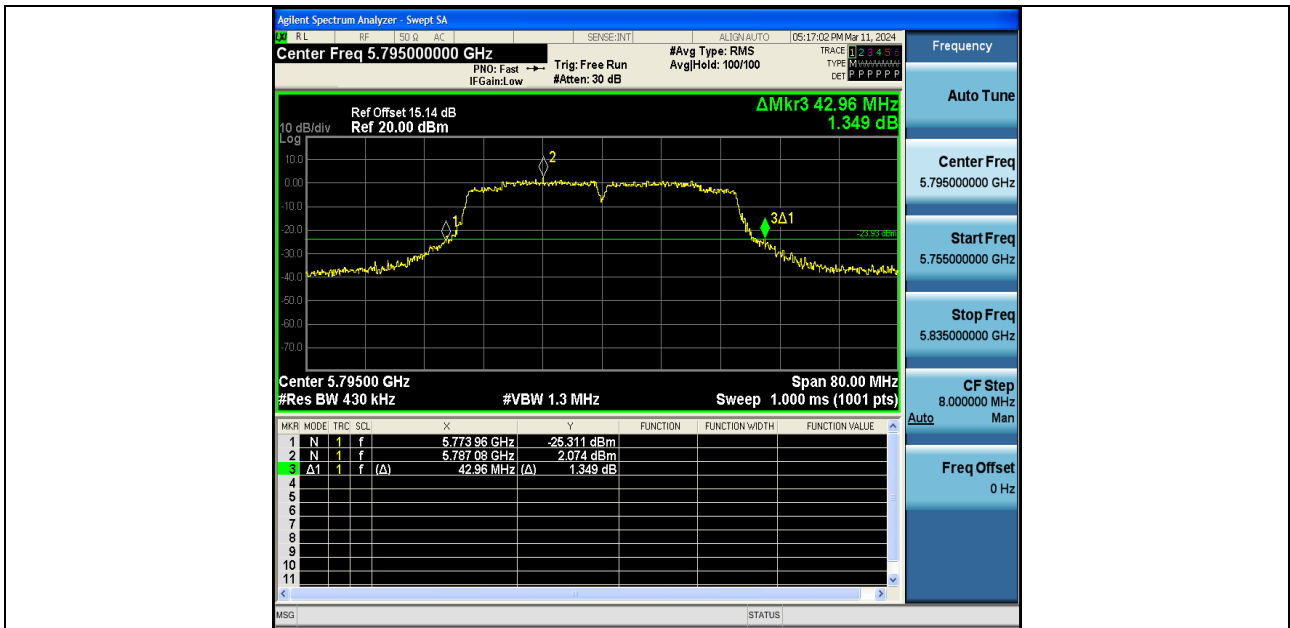 Agilent Spectrum Analyzer - Swept SA
LXI RL RF 50 Ω AC SENSE:INT ALIGNAUTO 05:17:02 PM Mar 11, 2024
Center Freq 5.795000000 GHz
PNO: Fast
IFGain:Low
Trig: Free Run
#Atten: 30 dB
#Avg Type: RMS
Avg|Hold: 100/100
TRACE 1 2 3 4 5 6
TYPE M
DET P P P P P P
ΔMkr3 42.96 MHz
1.349 dB
Ref Offset 15.14 dB
10 dB/div Ref 20.00 dBm
Log
10.0
0.00
-10.0
-20.0
-30.0
-40.0
-50.0
-60.0
-70.0
1
2
3Δ1
-23.93 dBm
Center 5.79500 GHz Span 80.00 MHz
#Res BW 430 kHz #VBW 1.3 MHz Sweep 1.000 ms (1001 pts)
MKR MODE TRC SCL X Y FUNCTION FUNCTION WIDTH FUNCTION VALUE
1 N 1 f 5.773 96 GHz -25.311 dBm
2 N 1 f 5.787 08 GHz 2.074 dBm
3 Δ1 1 f (Δ) 42.96 MHz (Δ) 1.349 dB
4
5
6
7
8
9
10
11
MSG STATUS
Frequency
Auto Tune
Center Freq
5.795000000 GHz
Start Freq
5.755000000 GHz
Stop Freq
5.835000000 GHz
CF Step
8.000000 MHz
Auto Man
Freq Offset
0 Hz